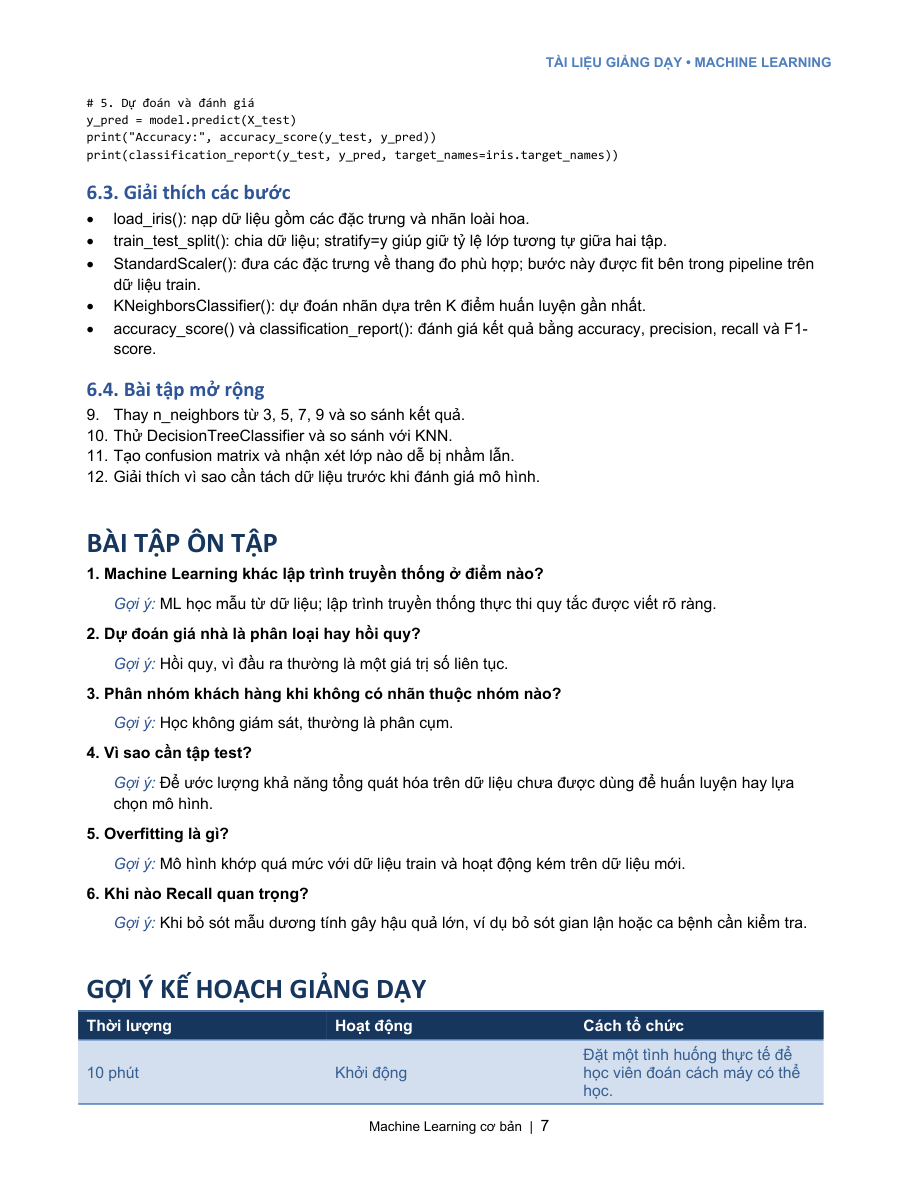 TÀI LIỆU GIẢNG DẠY • MACHINE LEARNING
# 5. Dự đoán và đánh giá
y_pred = model.predict(X_test)
print("Accuracy:", accuracy_score(y_test, y_pred))
print(classification_report(y_test, y_pred, target_names=iris.target_names))
6.3. Giải thích các bước
• load_iris(): nạp dữ liệu gồm các đặc trưng và nhãn loài hoa.
• train_test_split(): chia dữ liệu; stratify=y giúp giữ tỷ lệ lớp tương tự giữa hai tập.
• StandardScaler(): đưa các đặc trưng về thang đo phù hợp; bước này được fit bên trong pipeline trên
dữ liệu train.
• KNeighborsClassifier(): dự đoán nhãn dựa trên K điểm huấn luyện gần nhất.
• accuracy_score() và classification_report(): đánh giá kết quả bằng accuracy, precision, recall và F1-
score.
6.4. Bài tập mở rộng
9. Thay n_neighbors từ 3, 5, 7, 9 và so sánh kết quả.
10. Thử DecisionTreeClassifier và so sánh với KNN.
11. Tạo confusion matrix và nhận xét lớp nào dễ bị nhầm lẫn.
12. Giải thích vì sao cần tách dữ liệu trước khi đánh giá mô hình.
BÀI TẬP ÔN TẬP
1. Machine Learning khác lập trình truyền thống ở điểm nào?
Gợi ý: ML học mẫu từ dữ liệu; lập trình truyền thống thực thi quy tắc được viết rõ ràng.
2. Dự đoán giá nhà là phân loại hay hồi quy?
Gợi ý: Hồi quy, vì đầu ra thường là một giá trị số liên tục.
3. Phân nhóm khách hàng khi không có nhãn thuộc nhóm nào?
Gợi ý: Học không giám sát, thường là phân cụm.
4. Vì sao cần tập test?
Gợi ý: Để ước lượng khả năng tổng quát hóa trên dữ liệu chưa được dùng để huấn luyện hay lựa
chọn mô hình.
5. Overfitting là gì?
Gợi ý: Mô hình khớp quá mức với dữ liệu train và hoạt động kém trên dữ liệu mới.
6. Khi nào Recall quan trọng?
Gợi ý: Khi bỏ sót mẫu dương tính gây hậu quả lớn, ví dụ bỏ sót gian lận hoặc ca bệnh cần kiểm tra.
GỢI Ý KẾ HOẠCH GIẢNG DẠY
Thời lượng Hoạt động Cách tổ chức
10 phút Khởi động Đặt một tình huống thực tế để
học viên đoán cách máy có thể
học.
Machine Learning cơ bản | 7